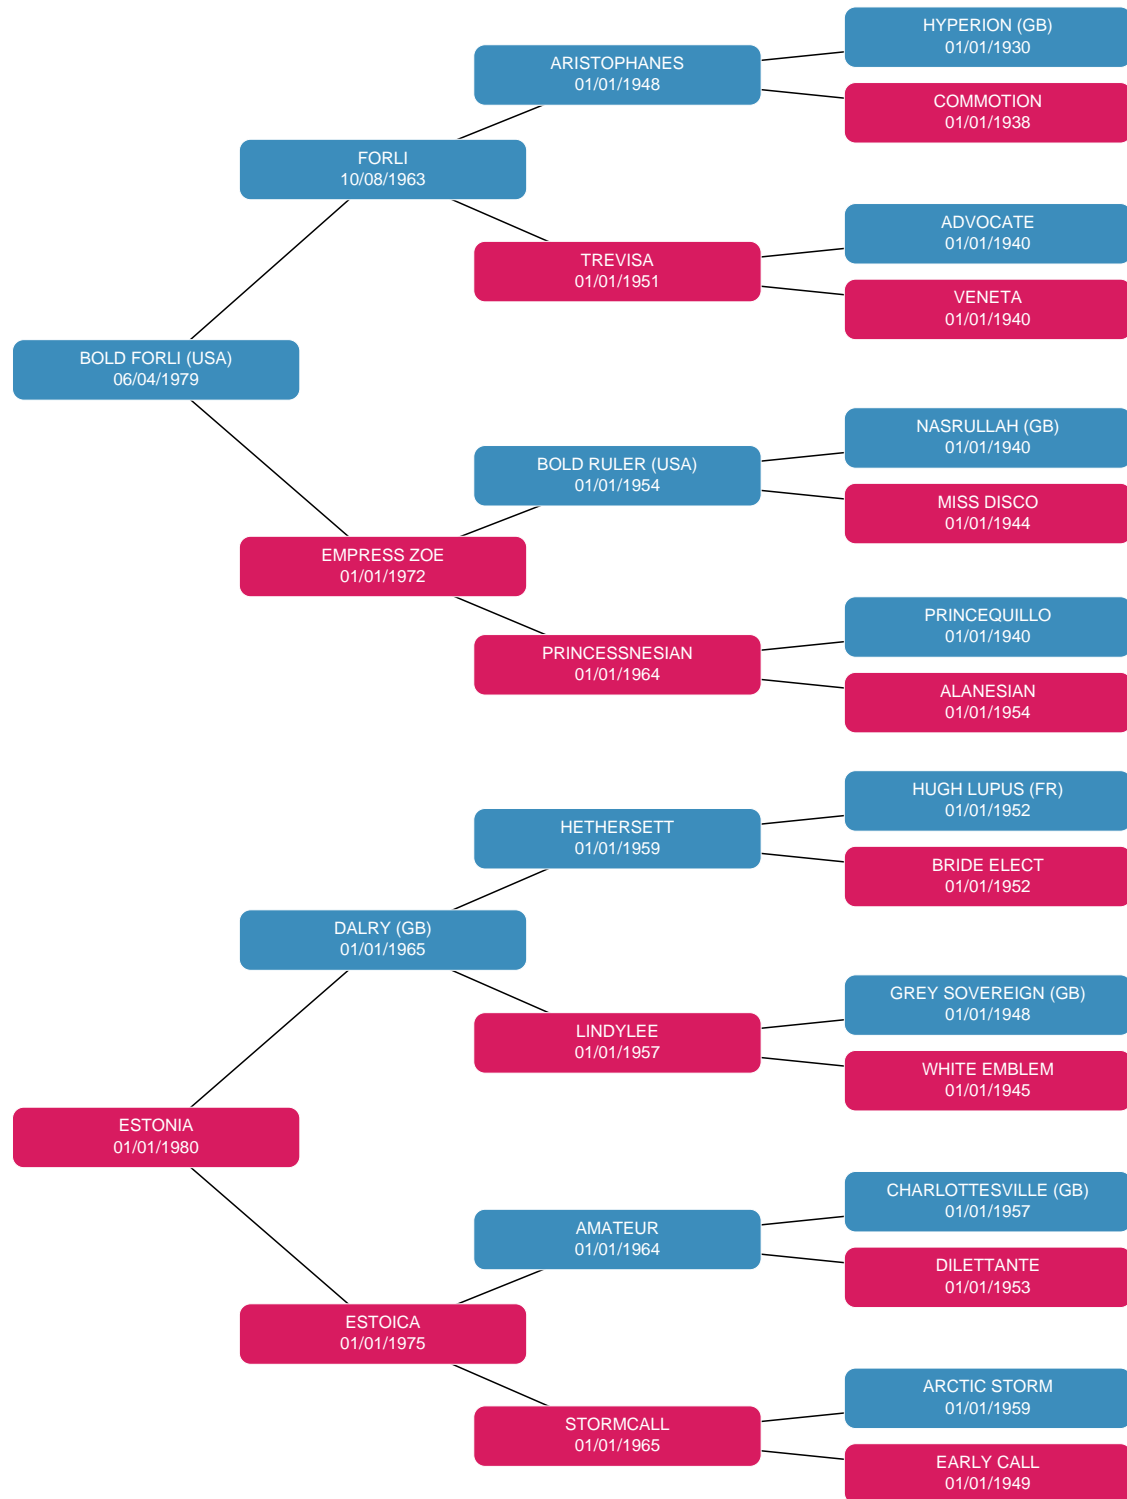 HYPERION (GB)
01/01/1930
ARISTOPHANES
01/01/1948
COMMOTION
01/01/1938
FORLI
10/08/1963
ADVOCATE
01/01/1940
TREVISA
01/01/1951
VENETA
01/01/1940
BOLD FORLI (USA)
06/04/1979
NASRULLAH (GB)
01/01/1940
BOLD RULER (USA)
01/01/1954
MISS DISCO
01/01/1944
EMPRESS ZOE
01/01/1972
PRINCEQUILLO
01/01/1940
PRINCESSNESIAN
01/01/1964
ALANESIAN
01/01/1954
HUGH LUPUS (FR)
01/01/1952
HETHERSETT
01/01/1959
BRIDE ELECT
01/01/1952
DALRY (GB)
01/01/1965
GREY SOVEREIGN (GB)
01/01/1948
LINDYLEE
01/01/1957
WHITE EMBLEM
01/01/1945
ESTONIA
01/01/1980
CHARLOTTESVILLE (GB)
01/01/1957
AMATEUR
01/01/1964
DILETTANTE
01/01/1953
ESTOICA
01/01/1975
ARCTIC STORM
01/01/1959
STORMCALL
01/01/1965
EARLY CALL
01/01/1949